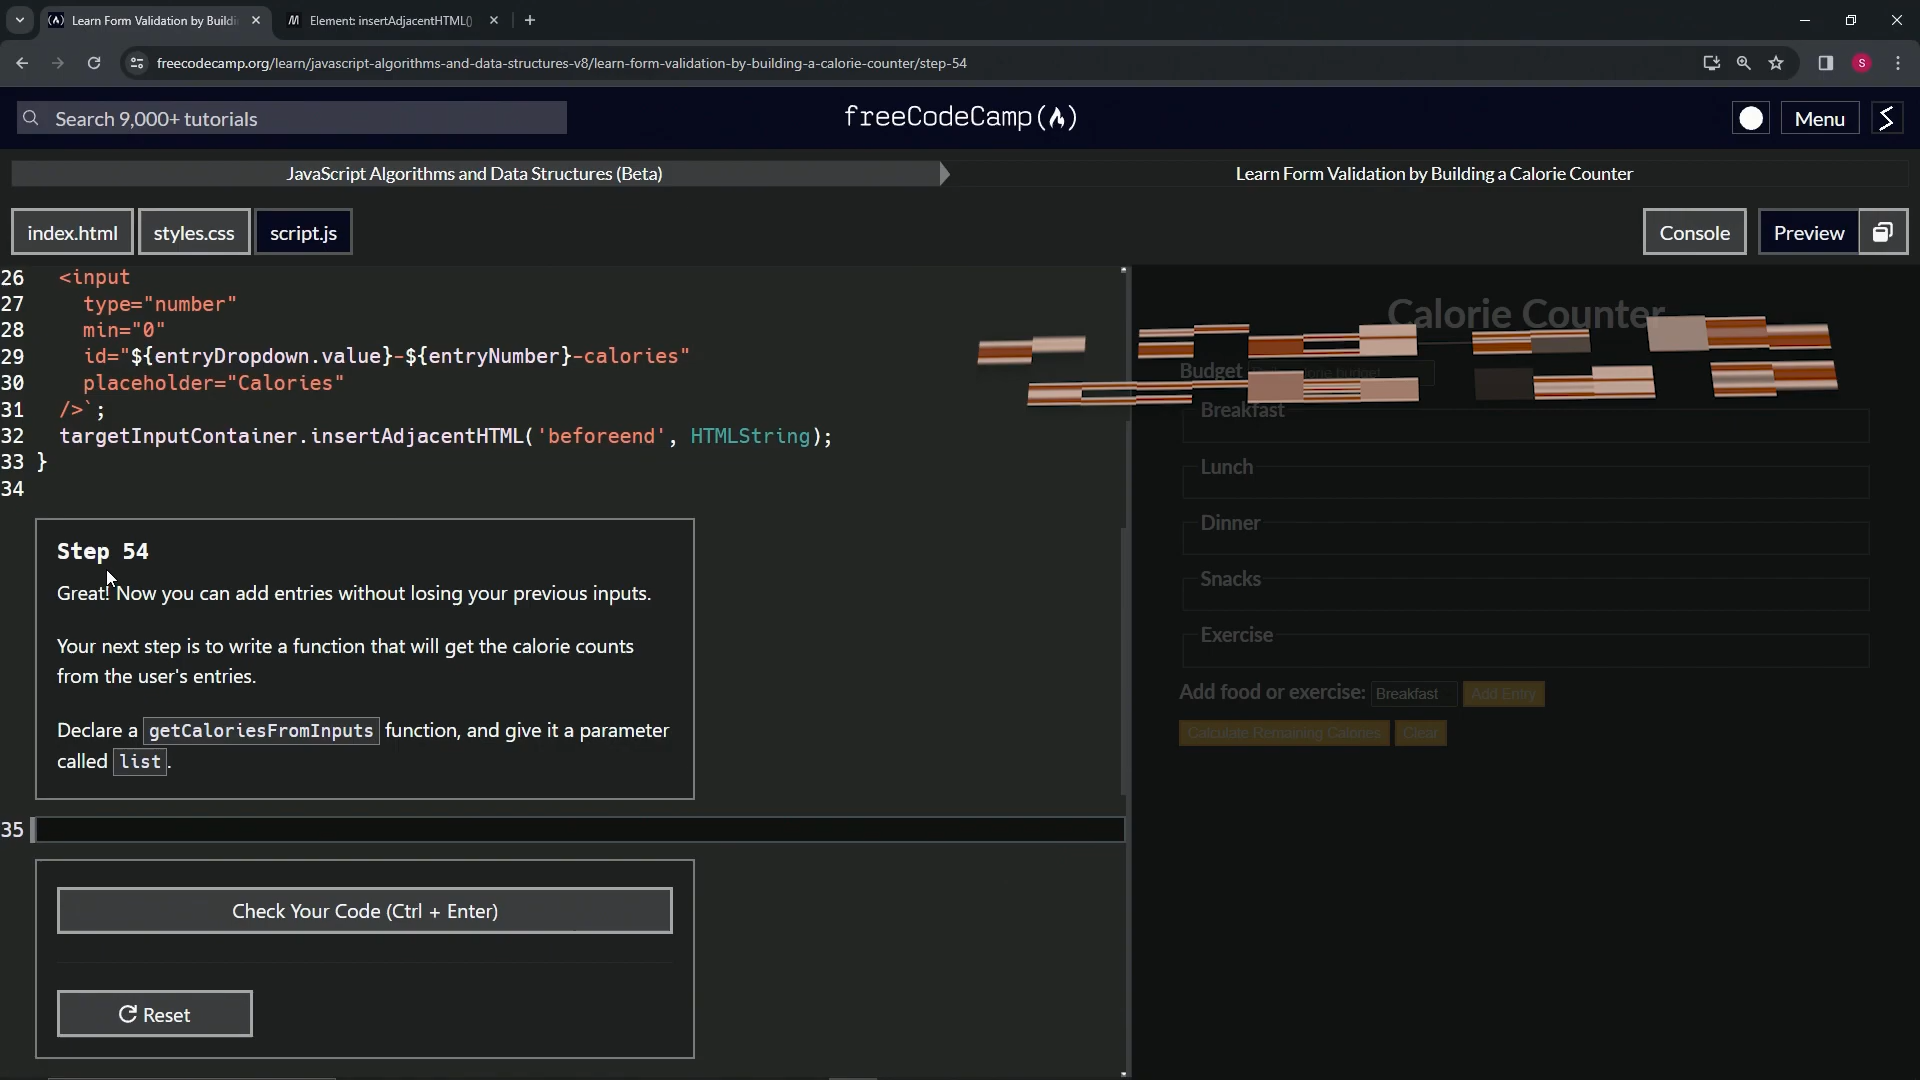 Learn Form Validation by Buildi
Element: insertAdjacentHTML()
freecodecamp.org/learn/javascript-algorithms-and-data-structures-v8/learn-form-validation-by-building-a-calorie-counter/step-54
S
Search 9,000+ tutorials
freeCodeCamp
Menu
JavaScript Algorithms and Data Structures (Beta)
Learn Form Validation by Building a Calorie Counter
index.html
styles.css
script.js
Console
Preview
26 <input
27 type="number"
28 min="0"
29 id="${entryDropdown.value}-${entryNumber}-calories"
30 placeholder="Calories"
31 />`;
32 targetInputContainer.insertAdjacentHTML('beforeend', HTMLString);
33 }
34
Step 54
Great! Now you can add entries without losing your previous inputs.
Your next step is to write a function that will get the calorie counts
from the user's entries.
Declare a getCaloriesFromInputs function, and give it a parameter
called list.
35
Check Your Code (Ctrl + Enter)
Reset
Calorie Counter
Budget
budget
Breakfast
Lunch
Dinner
Snacks
Exercise
Add food or exercise: Breakfast Add Entry
Calculate Remaining Calories Clear